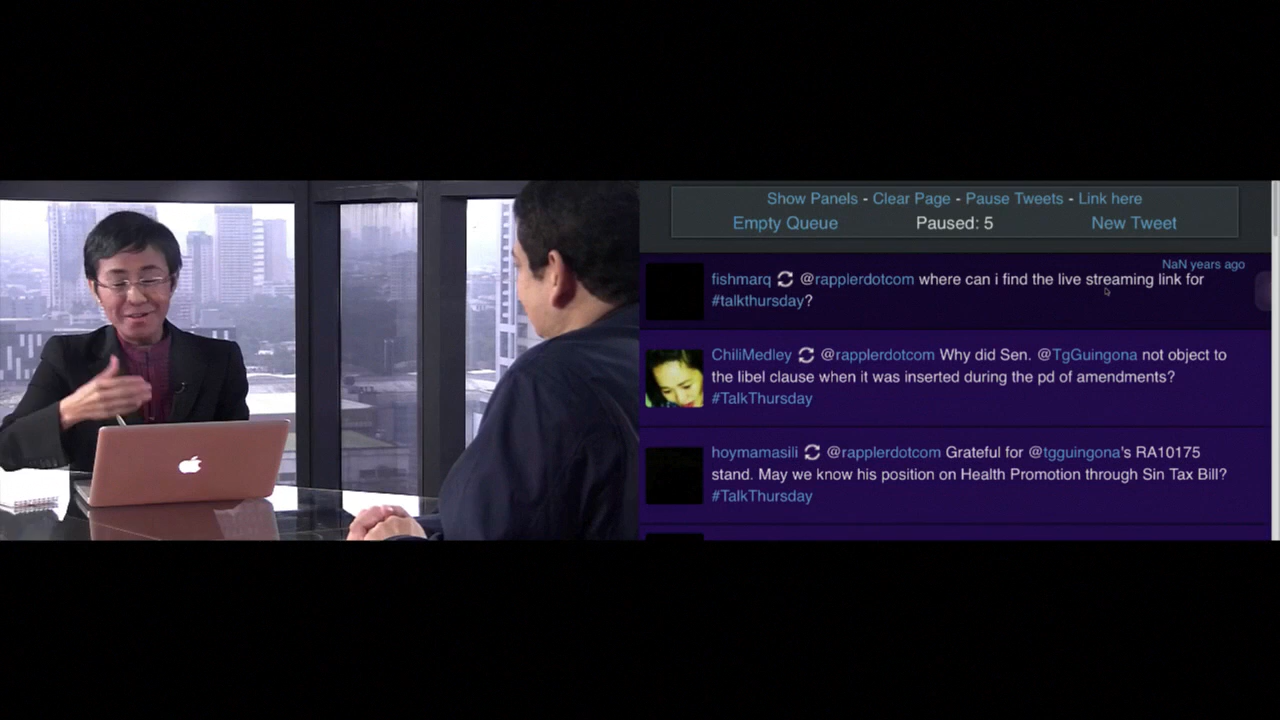 Show Panels - Clear Page - Pause Tweets - Link here
Empty Queue Paused: 5 New Tweet
NaN years ago
fishmarq @rapplerdotcom where can i find the live streaming link for
#talkthursday?
ChiliMedley @rapplerdotcom Why did Sen. @TgGuingona not object to
the libel clause when it was inserted during the pd of amendments?
#TalkThursday
hoymamasili @rapplerdotcom Grateful for @tgguingona's RA10175
stand. May we know his position on Health Promotion through Sin Tax Bill?
#TalkThursday